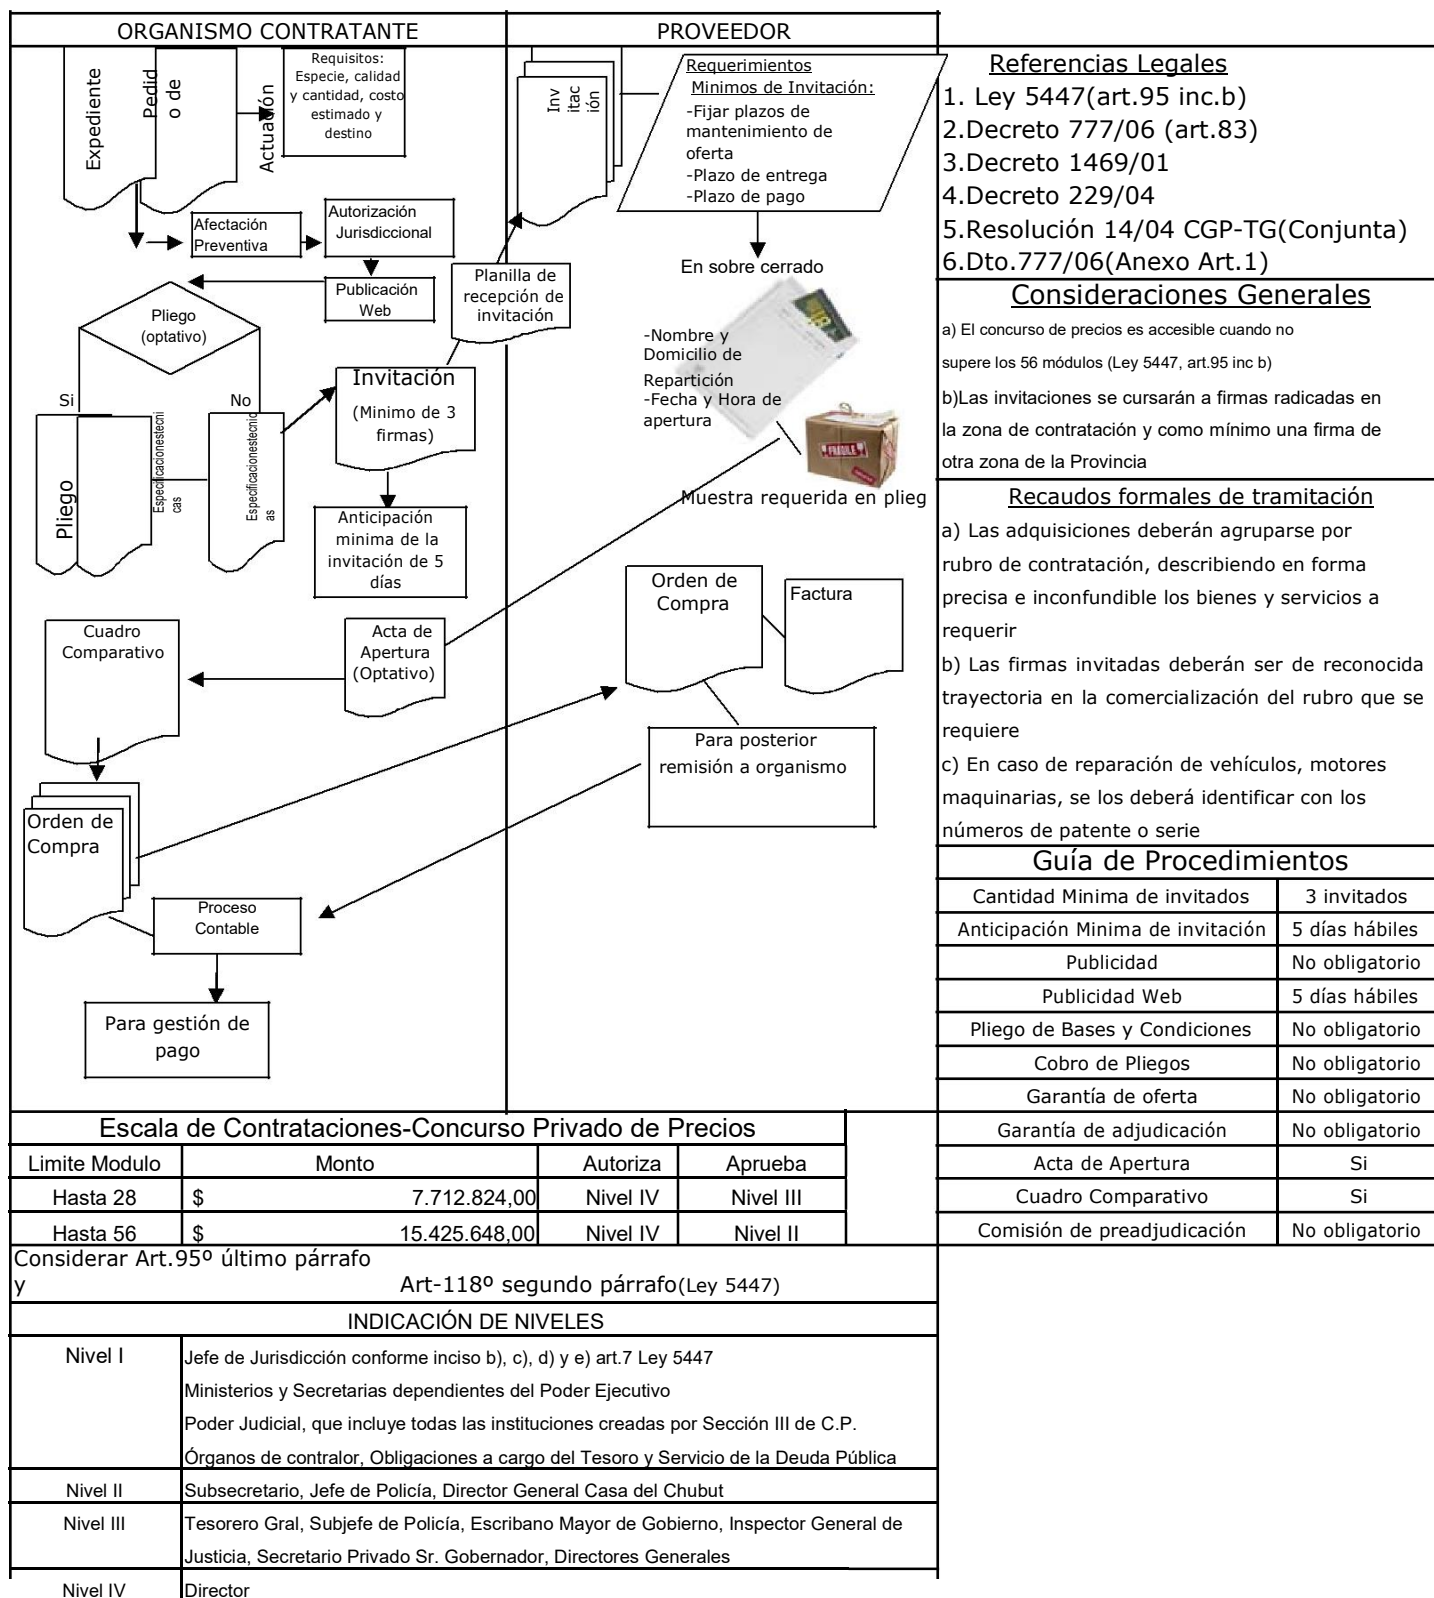 ORGANISMO CONTRATANTE
PROVEEDOR
Expediente
Pedid
o de
Actuación
Requisitos:
Especie, calidad
y cantidad, costo
estimado y
destino
Afectación
Preventiva
Autorización
Jurisdiccional
Publicación
Web
Pliego
(optativo)
Si
No
Pliego
Especificacionestecni
cas
Especificacionestecnic
as
Invitación
(Minimo de 3
firmas)
Anticipación
minima de la
invitación de 5
días
Planilla de
recepción de
invitación
Inv
itac
ión
Requerimientos
Minimos de Invitación:
-Fijar plazos de
mantenimiento de
oferta
-Plazo de entrega
-Plazo de pago
En sobre cerrado
-Nombre y
Domicilio de
Repartición
-Fecha y Hora de
apertura
FRAGILE
Muestra requerida en plieg
Cuadro
Comparativo
Acta de
Apertura
(Optativo)
Orden de
Compra
Factura
Para posterior
remisión a organismo
Orden de
Compra
Proceso
Contable
Para gestión de
pago
Referencias Legales
1. Ley 5447(art.95 inc.b)
2.Decreto 777/06 (art.83)
3.Decreto 1469/01
4.Decreto 229/04
5.Resolución 14/04 CGP-TG(Conjunta)
6.Dto.777/06(Anexo Art.1)
Consideraciones Generales
a) El concurso de precios es accesible cuando no
supere los 56 módulos (Ley 5447, art.95 inc b)
b)Las invitaciones se cursarán a firmas radicadas en
la zona de contratación y como mínimo una firma de
otra zona de la Provincia
Recaudos formales de tramitación
a) Las adquisiciones deberán agruparse por
rubro de contratación, describiendo en forma
precisa e inconfundible los bienes y servicios a
requerir
b) Las firmas invitadas deberán ser de reconocida
trayectoria en la comercialización del rubro que se
requiere
c) En caso de reparación de vehículos, motores
maquinarias, se los deberá identificar con los
números de patente o serie
Guía de Procedimientos
Cantidad Minima de invitados 3 invitados
Anticipación Minima de invitación 5 días hábiles
Publicidad No obligatorio
Publicidad Web 5 días hábiles
Pliego de Bases y Condiciones No obligatorio
Cobro de Pliegos No obligatorio
Garantía de oferta No obligatorio
Garantía de adjudicación No obligatorio
Acta de Apertura Si
Cuadro Comparativo Si
Comisión de preadjudicación No obligatorio
Escala de Contrataciones-Concurso Privado de Precios
Limite Modulo Monto Autoriza Aprueba
Hasta 28 $ 7.712.824,00 Nivel IV Nivel III
Hasta 56 $ 15.425.648,00 Nivel IV Nivel II
Considerar Art.95º último párrafo
y Art-118º segundo párrafo(Ley 5447)
INDICACIÓN DE NIVELES
Nivel I Jefe de Jurisdicción conforme inciso b), c), d) y e) art.7 Ley 5447
Ministerios y Secretarias dependientes del Poder Ejecutivo
Poder Judicial, que incluye todas las instituciones creadas por Sección III de C.P.
Órganos de contralor, Obligaciones a cargo del Tesoro y Servicio de la Deuda Pública
Nivel II Subsecretario, Jefe de Policía, Director General Casa del Chubut
Nivel III Tesorero Gral, Subjefe de Policía, Escribano Mayor de Gobierno, Inspector General de
Justicia, Secretario Privado Sr. Gobernador, Directores Generales
Nivel IV Director